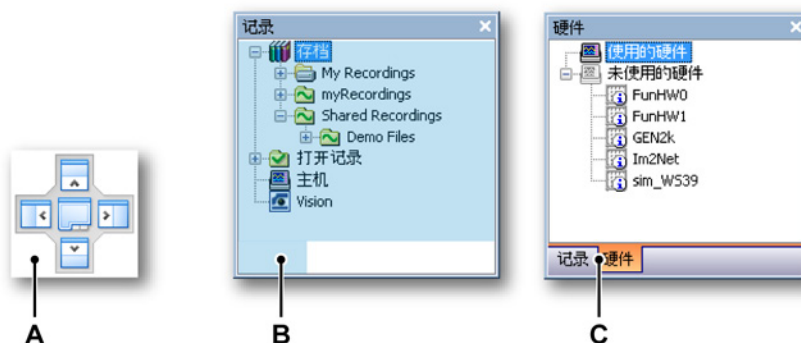 记录
存档
My Recordings
myRecordings
Shared Recordings
Demo Files
打开记录
主机
Vision
硬件
使用的硬件
未使用的硬件
FunHW0
FunHW1
GEN2k
Im2Net
sim_WS39
记录 硬件
A
B
C